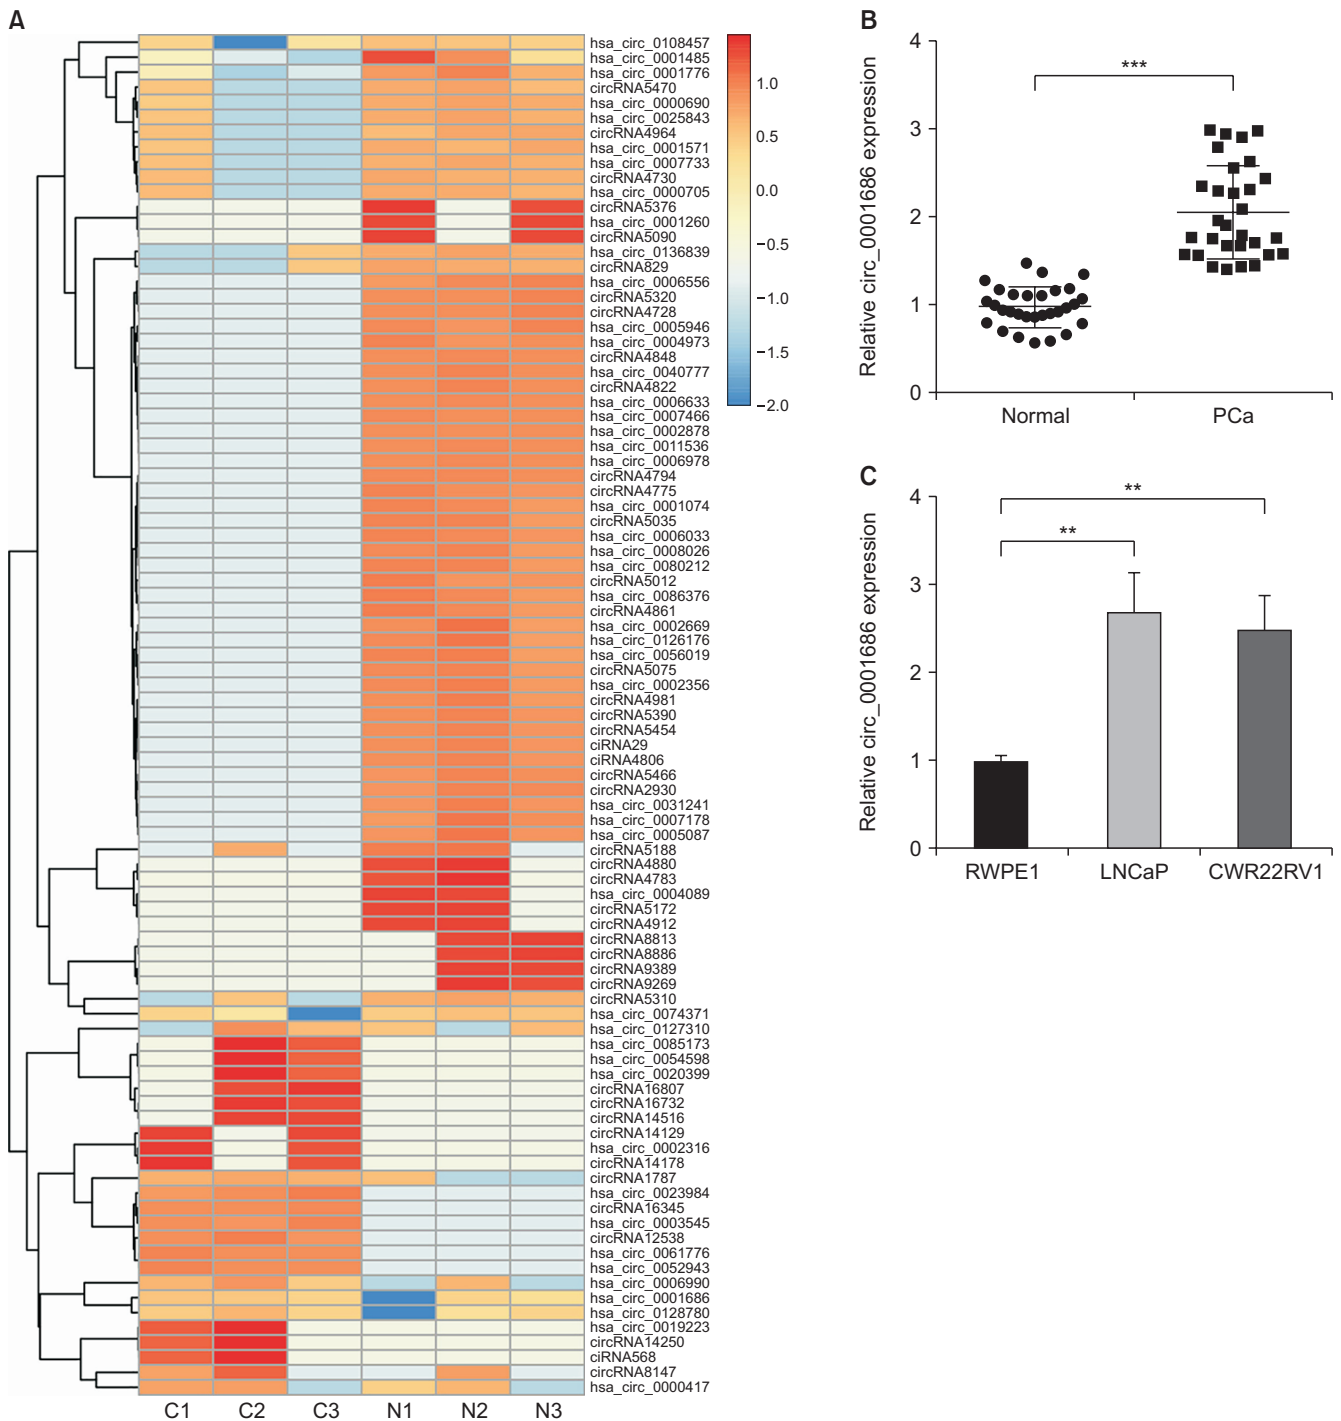 A
hsa_circ_0108457
hsa_circ_0001485
hsa_circ_0001776
circRNA5470
hsa_circ_0000690
hsa_circ_0025843
circRNA4964
hsa_circ_0001571
hsa_circ_0007733
circRNA4730
hsa_circ_0000705
circRNA5376
hsa_circ_0001260
circRNA5090
hsa_circ_0136839
circRNA829
hsa_circ_0006556
circRNA5320
circRNA4728
hsa_circ_0005946
hsa_circ_0004973
circRNA4848
hsa_circ_0040777
circRNA4822
hsa_circ_0006633
hsa_circ_0007466
hsa_circ_0002878
hsa_circ_0011536
hsa_circ_0006978
circRNA4794
circRNA4775
hsa_circ_0001074
circRNA5035
hsa_circ_0006033
hsa_circ_0008026
hsa_circ_0080212
circRNA5012
hsa_circ_0086376
circRNA4861
hsa_circ_0002669
hsa_circ_0126176
hsa_circ_0056019
circRNA5075
hsa_circ_0002356
circRNA4981
circRNA5390
circRNA5454
ciRNA29
ciRNA4806
circRNA5466
circRNA2930
hsa_circ_0031241
hsa_circ_0007178
hsa_circ_0005087
circRNA5188
circRNA4880
circRNA4783
hsa_circ_0004089
circRNA5172
circRNA4912
circRNA8813
circRNA8886
circRNA9389
circRNA9269
circRNA5310
hsa_circ_0074371
hsa_circ_0127310
hsa_circ_0085173
hsa_circ_0054598
hsa_circ_0020399
circRNA16807
circRNA16732
circRNA14516
circRNA14129
hsa_circ_0002316
circRNA14178
circRNA1787
hsa_circ_0023984
circRNA16345
hsa_circ_0003545
circRNA12538
hsa_circ_0061776
hsa_circ_0052943
hsa_circ_0006990
hsa_circ_0001686
hsa_circ_0128780
hsa_circ_0019223
circRNA14250
ciRNA568
circRNA8147
hsa_circ_0000417
C1 C2 C3 N1 N2 N3
1.0
0.5
0.0
−0.5
−1.0
−1.5
−2.0
B
Relative circ_0001686 expression
4
3
2
1
0
***
Normal PCa
C
Relative circ_0001686 expression
4
3
2
1
0
**
**
RWPE1 LNCaP CWR22RV1